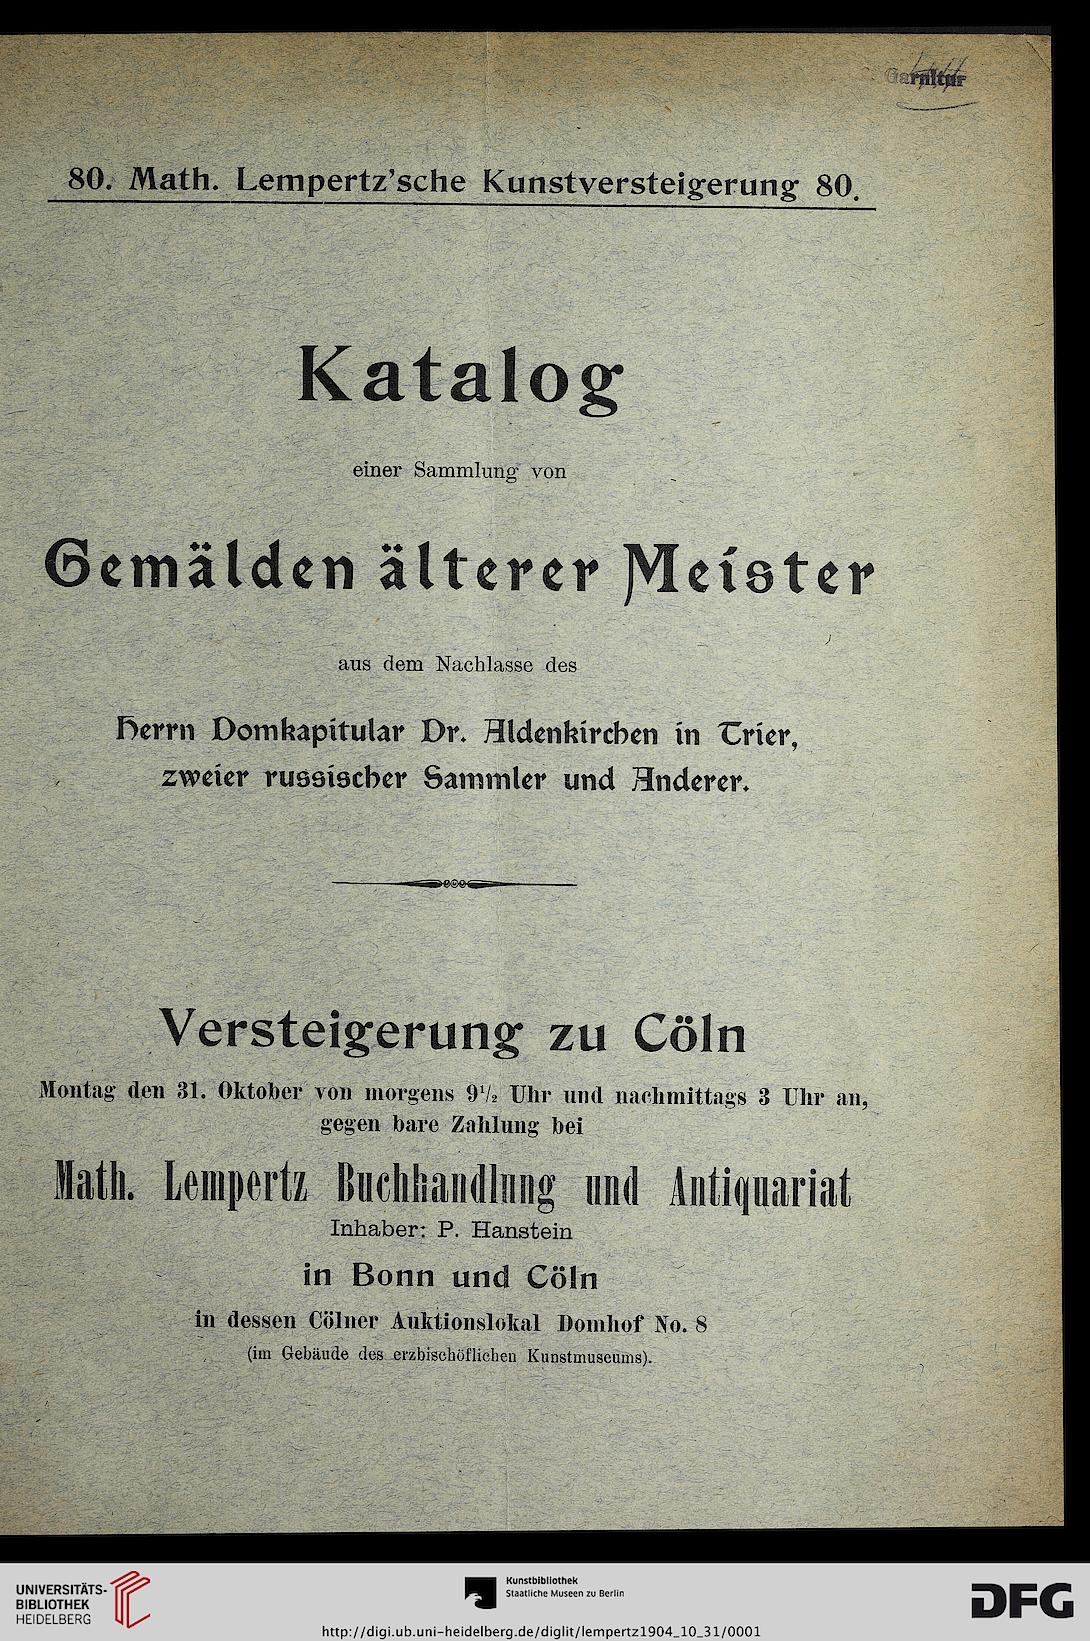 Garnitur
80. Math. Lempertz'sche Kunstversteigerung 80.
Katalog
einer Sammlung von
Gemälden älterer Meister
aus dem Nachlasse des
Herrn Domkapitular Dr. Aldenkirchen in Trier,
zweier russischer Sammler und Anderer.
Versteigerung zu Cöln
Montag den 31. Oktober von morgens 9½ Uhr und nachmittags 3 Uhr an,
gegen bare Zahlung bei
Math. Lempertz Buchhandlung und Antiquariat
Inhaber: P. Hanstein
in Bonn und Cöln
in dessen Cölner Auktionslokal Domhof No. 8
(im Gebäude des erzbischöflichen Kunstmuseums).
UNIVERSITÄTS-
BIBLIOTHEK
HEIDELBERG
Kunstbibliothek
Staatliche Museen zu Berlin
DFG
http://digi.ub.uni-heidelberg.de/diglit/lempertz1904_10_31/0001